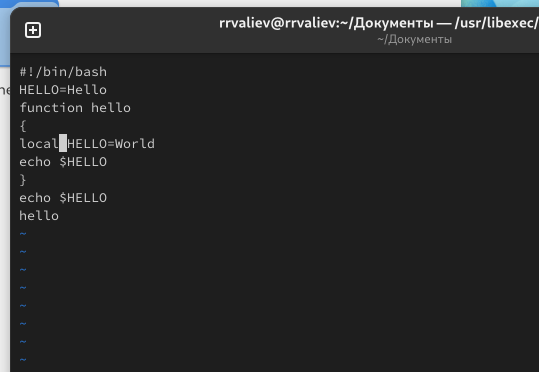 rrvaliev@rrvaliev:~/Документы — /usr/libexec/
~/Документы
#!/bin/bash
HELLO=Hello
function hello
{
local HELLO=World
echo $HELLO
}
echo $HELLO
hello
~
~
~
~
~
~
~
~